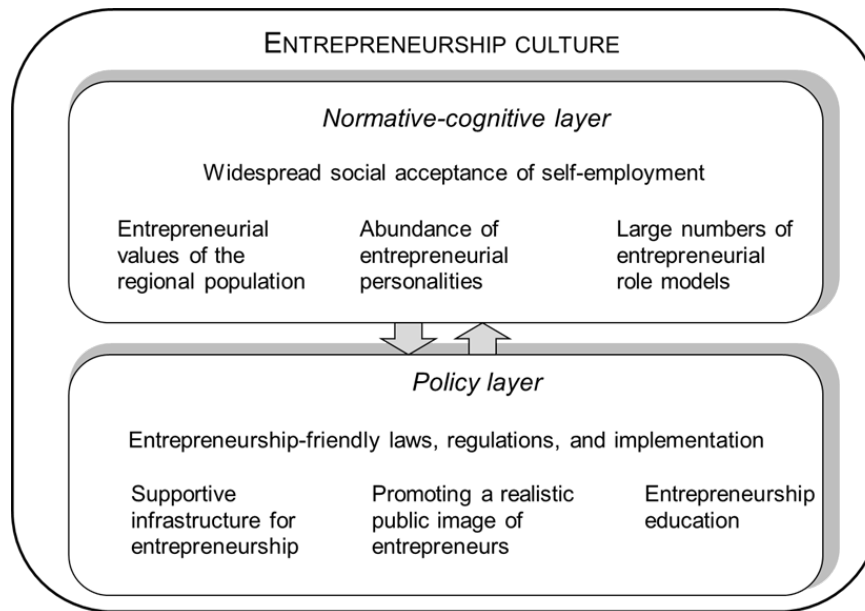 ENTREPRENEURSHIP CULTURE
Normative-cognitive layer
Widespread social acceptance of self-employment
Entrepreneurial
values of the
regional population
Abundance of
entrepreneurial
personalities
Large numbers of
entrepreneurial
role models
Policy layer
Entrepreneurship-friendly laws, regulations, and implementation
Supportive
infrastructure for
entrepreneurship
Promoting a realistic
public image of
entrepreneurs
Entrepreneurship
education